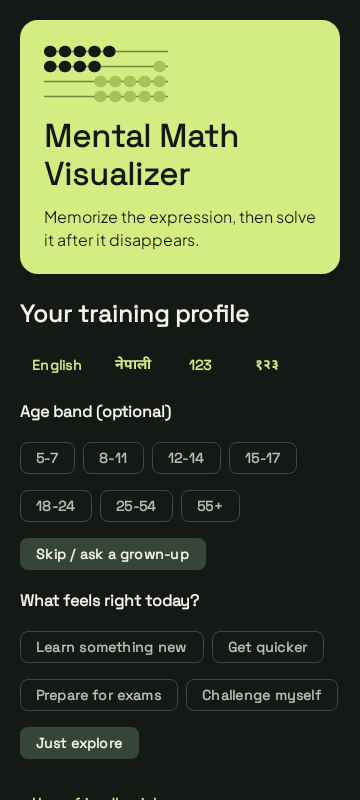 Mental Math
Visualizer
Memorize the expression, then solve
it after it disappears.
Your training profile
English नेपाली 123 १२३
Age band (optional)
5-7 8-11 12-14 15-17
18-24 25-54 55+
Skip / ask a grown-up
What feels right today?
Learn something new Get quicker
Prepare for exams Challenge myself
Just explore